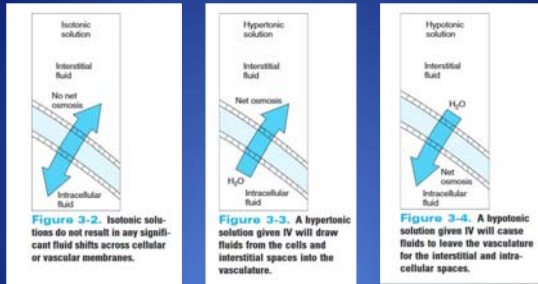 Isotonic
solution
Interstitial
fluid
No net
osmosis
Intracellular
fluid
Figure 3-2. Isotonic solu-
tions do not result in any signifi-
cant fluid shifts across cellular
or vascular membranes.
Hypertonic
solution
Interstitial
fluid
Net osmosis
H₂O
Intracellular
fluid
Figure 3-3. A hypertonic
solution given IV will draw
fluids from the cells and
interstitial spaces into the
vasculature.
Hypotonic
solution
Interstitial
fluid
H₂O
Net
osmosis
Intracellular
fluid
Figure 3-4. A hypotonic
solution given IV will cause
fluids to leave the vasculature
for the interstitial and intra-
cellular spaces.